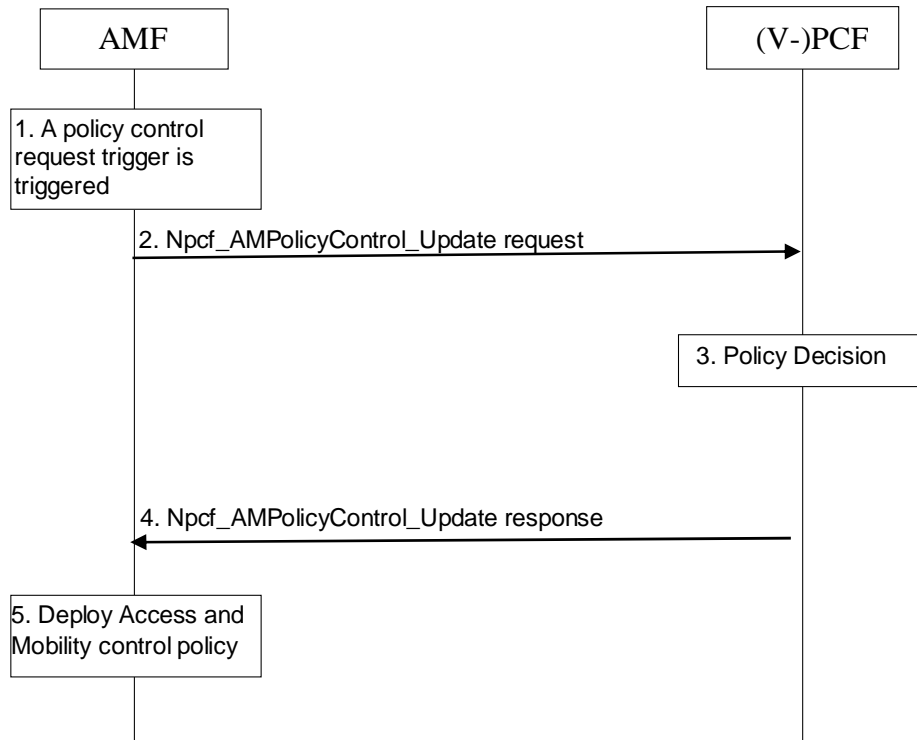 AMF
(V-)PCF
1. A policy control
request trigger is
triggered
2. Npcf_AMPolicyControl_Update request
3. Policy Decision
4. Npcf_AMPolicyControl_Update response
5. Deploy Access and
Mobility control policy